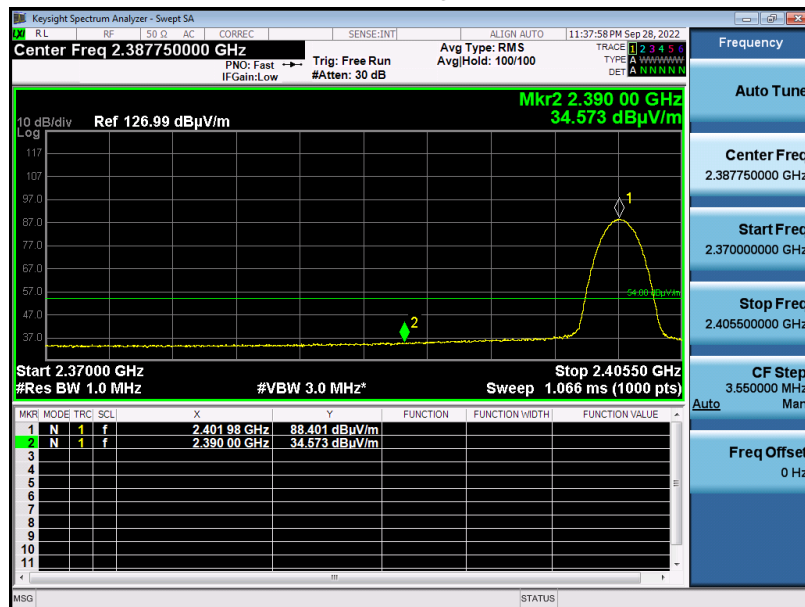 Keysight Spectrum Analyzer - Swept SA
LXI RL RF 50 Ω AC CORREC SENSE:INT ALIGN AUTO 11:37:58 PM Sep 28, 2022
Center Freq 2.387750000 GHz
PNO: Fast
IFGain:Low
Trig: Free Run
#Atten: 30 dB
Avg Type: RMS
Avg|Hold: 100/100
TRACE 1 2 3 4 5 6
TYPE A WWWWW
DET A N N N N N
Mkr2 2.390 00 GHz
34.573 dBµV/m
10 dB/div Ref 126.99 dBµV/m
Log
117
107
97.0
87.0
77.0
67.0
57.0
47.0
37.0
1
2
54.00 dBµV/m
Start 2.37000 GHz Stop 2.40550 GHz
#Res BW 1.0 MHz #VBW 3.0 MHz* Sweep 1.066 ms (1000 pts)
MKR MODE TRC SCL X Y FUNCTION FUNCTION WIDTH FUNCTION VALUE
1 N 1 f 2.401 98 GHz 88.401 dBµV/m
2 N 1 f 2.390 00 GHz 34.573 dBµV/m
3
4
5
6
7
8
9
10
11
MSG STATUS
Frequency
Auto Tune
Center Freq
2.387750000 GHz
Start Freq
2.370000000 GHz
Stop Freq
2.405500000 GHz
CF Step
3.550000 MHz
Auto Man
Freq Offset
0 Hz